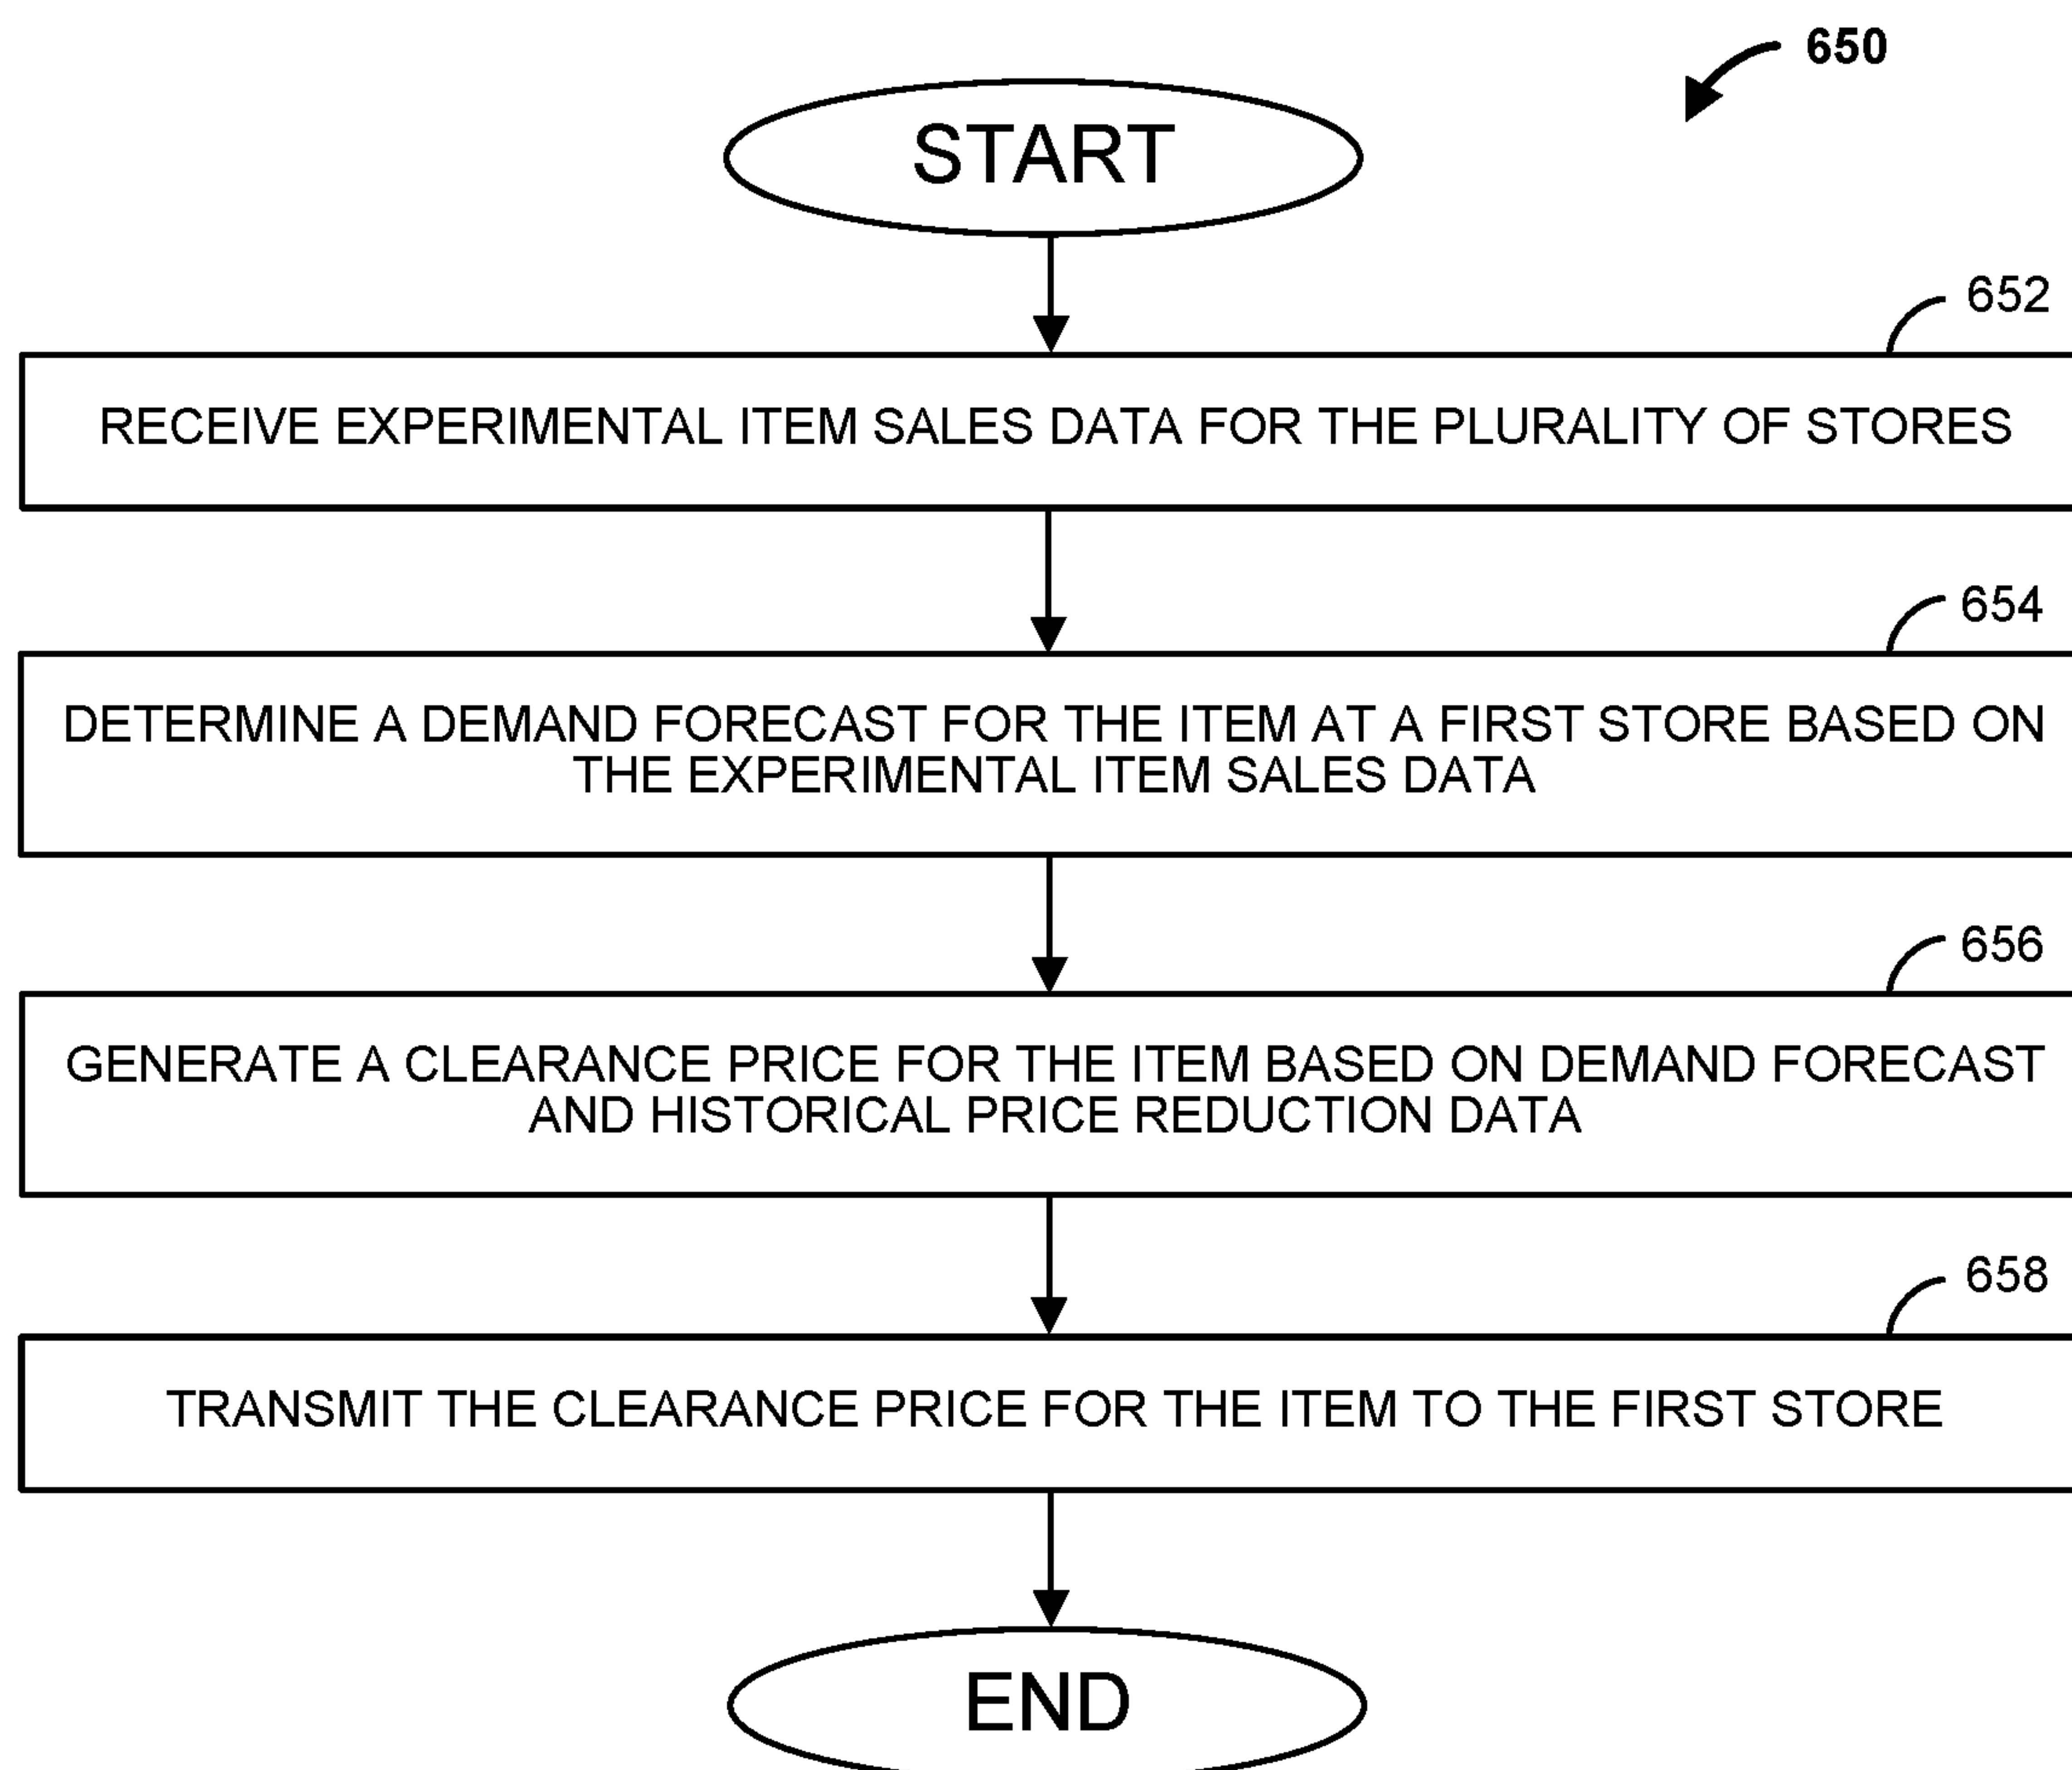 650
START
652
RECEIVE EXPERIMENTAL ITEM SALES DATA FOR THE PLURALITY OF STORES
654
DETERMINE A DEMAND FORECAST FOR THE ITEM AT A FIRST STORE BASED ON
THE EXPERIMENTAL ITEM SALES DATA
656
GENERATE A CLEARANCE PRICE FOR THE ITEM BASED ON DEMAND FORECAST
AND HISTORICAL PRICE REDUCTION DATA
658
TRANSMIT THE CLEARANCE PRICE FOR THE ITEM TO THE FIRST STORE
END